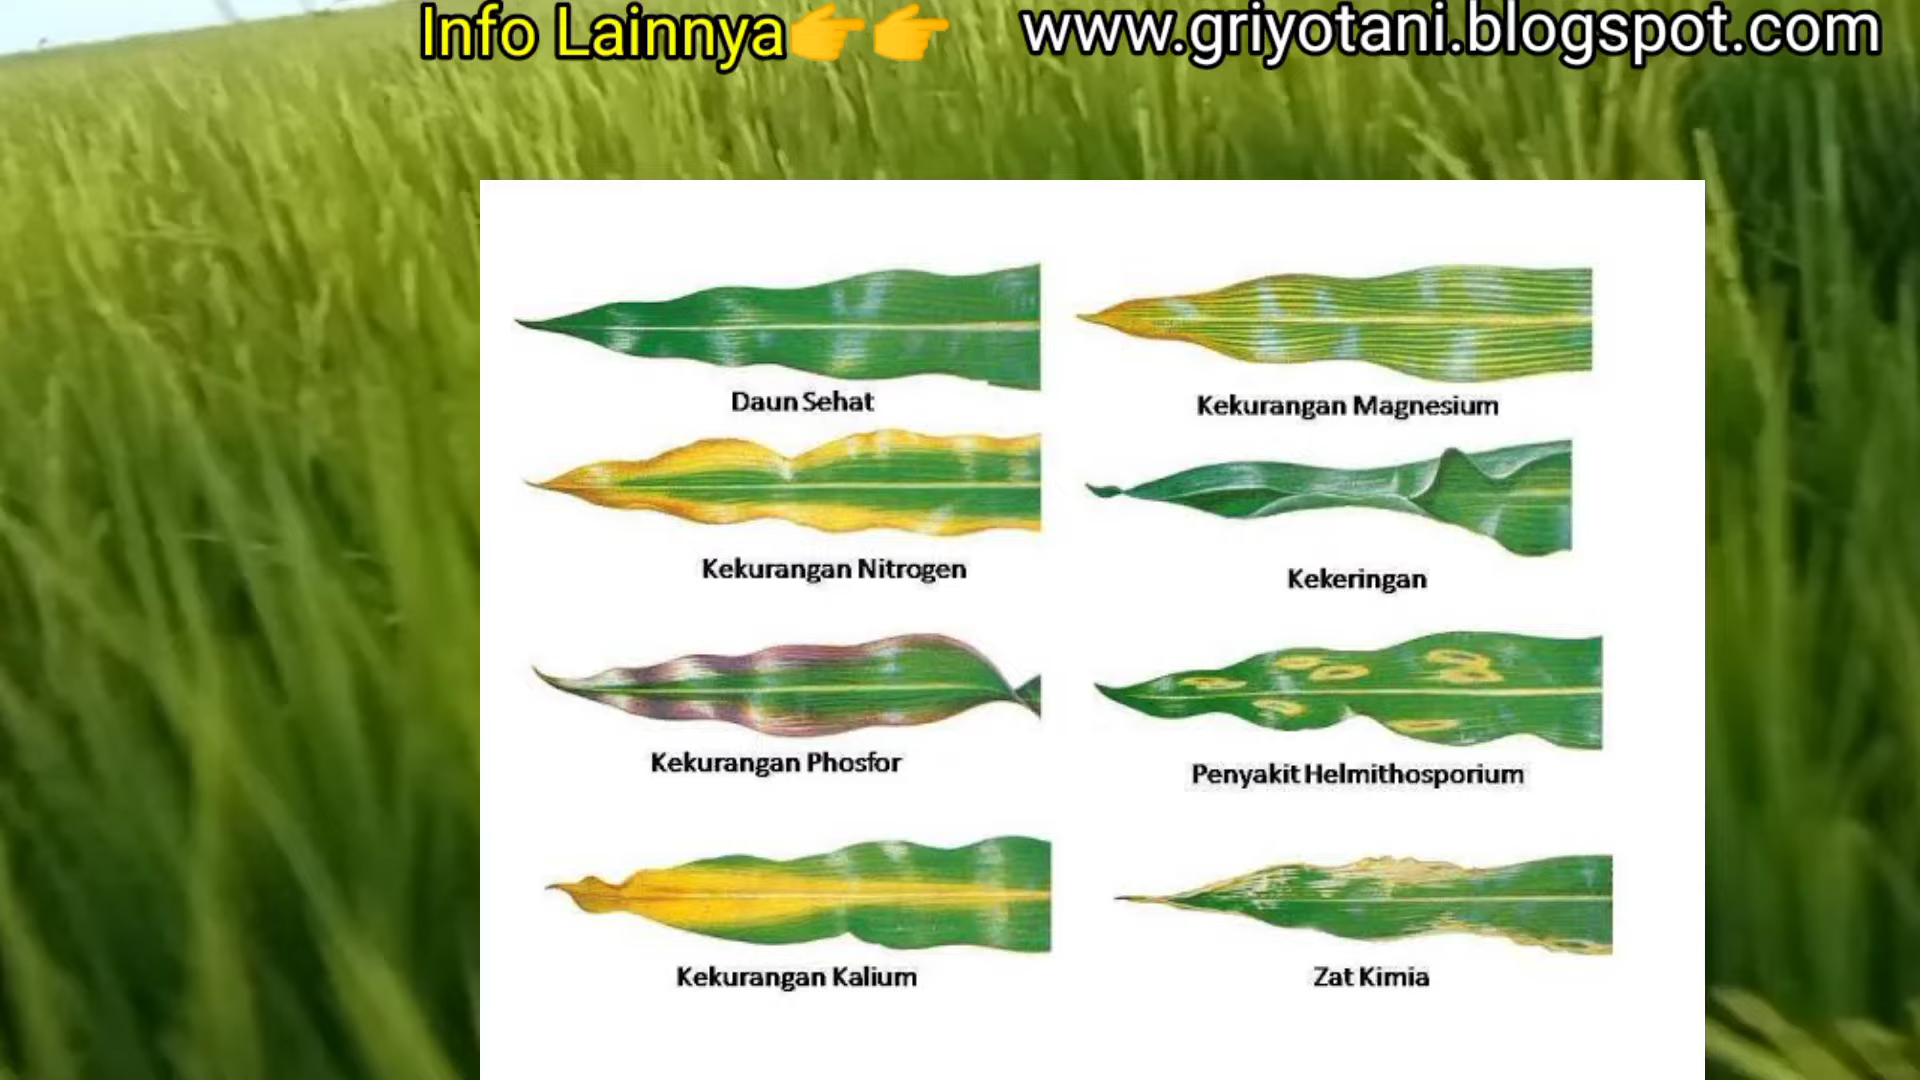 Info Lainnya👉👉 www.griyotani.blogspot.com
Daun Sehat
Kekurangan Magnesium
Kekurangan Nitrogen
Kekeringan
Kekurangan Phosfor
Penyakit Helmithosporium
Kekurangan Kalium
Zat Kimia